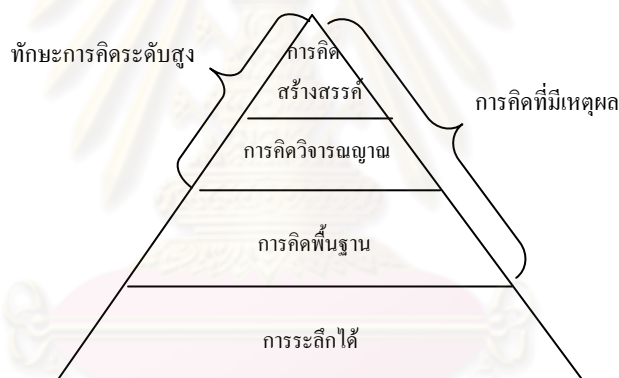 ทักษะการคิดระดับสูง
การคิด
สร้างสรรค์
การคิดที่มีเหตุผล
การคิดวิจารณญาณ
การคิดพื้นฐาน
การระลึกได้